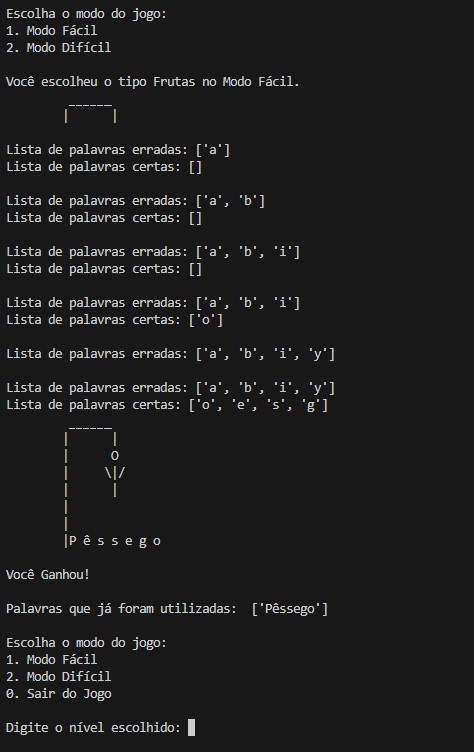 Escolha o modo do jogo:
1. Modo Fácil
2. Modo Difícil
Você escolheu o tipo Frutas no Modo Fácil.
 ______
|      |
Lista de palavras erradas: ['a']
Lista de palavras certas: []
Lista de palavras erradas: ['a', 'b']
Lista de palavras certas: []
Lista de palavras erradas: ['a', 'b', 'i']
Lista de palavras certas: []
Lista de palavras erradas: ['a', 'b', 'i']
Lista de palavras certas: ['o']
Lista de palavras erradas: ['a', 'b', 'i', 'y']
Lista de palavras erradas: ['a', 'b', 'i', 'y']
Lista de palavras certas: ['o', 'e', 's', 'g']
 ______
|      |
|      O
|     \|/
|      |
|
|
|P ê s s e g o
Você Ganhou!
Palavras que já foram utilizadas:  ['Pêssego']
Escolha o modo do jogo:
1. Modo Fácil
2. Modo Difícil
0. Sair do Jogo
Digite o nível escolhido: